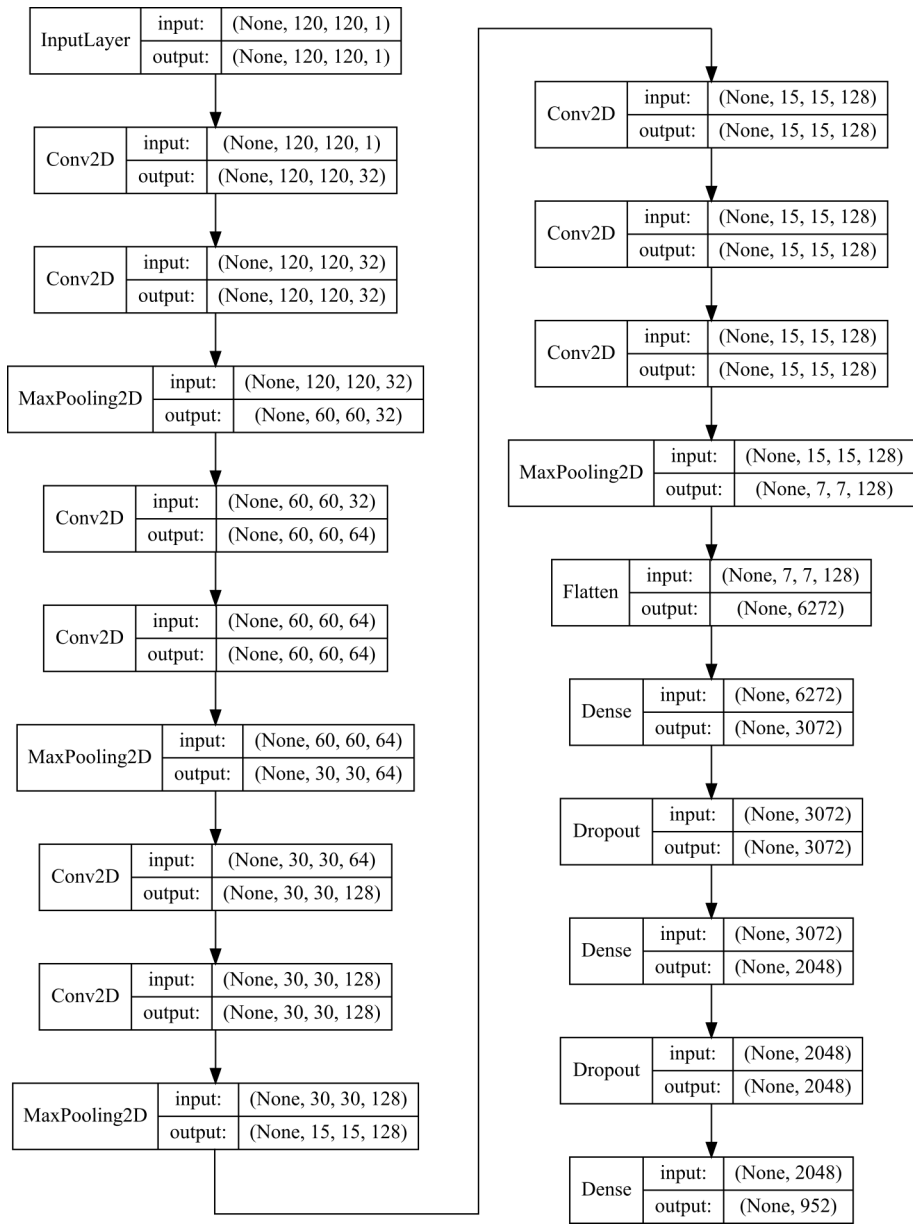 InputLayer
input: (None, 120, 120, 1)
output: (None, 120, 120, 1)
Conv2D
input: (None, 120, 120, 1)
output: (None, 120, 120, 32)
Conv2D
input: (None, 120, 120, 32)
output: (None, 120, 120, 32)
MaxPooling2D
input: (None, 120, 120, 32)
output: (None, 60, 60, 32)
Conv2D
input: (None, 60, 60, 32)
output: (None, 60, 60, 64)
Conv2D
input: (None, 60, 60, 64)
output: (None, 60, 60, 64)
MaxPooling2D
input: (None, 60, 60, 64)
output: (None, 30, 30, 64)
Conv2D
input: (None, 30, 30, 64)
output: (None, 30, 30, 128)
Conv2D
input: (None, 30, 30, 128)
output: (None, 30, 30, 128)
MaxPooling2D
input: (None, 30, 30, 128)
output: (None, 15, 15, 128)
Conv2D
input: (None, 15, 15, 128)
output: (None, 15, 15, 128)
Conv2D
input: (None, 15, 15, 128)
output: (None, 15, 15, 128)
Conv2D
input: (None, 15, 15, 128)
output: (None, 15, 15, 128)
MaxPooling2D
input: (None, 15, 15, 128)
output: (None, 7, 7, 128)
Flatten
input: (None, 7, 7, 128)
output: (None, 6272)
Dense
input: (None, 6272)
output: (None, 3072)
Dropout
input: (None, 3072)
output: (None, 3072)
Dense
input: (None, 3072)
output: (None, 2048)
Dropout
input: (None, 2048)
output: (None, 2048)
Dense
input: (None, 2048)
output: (None, 952)